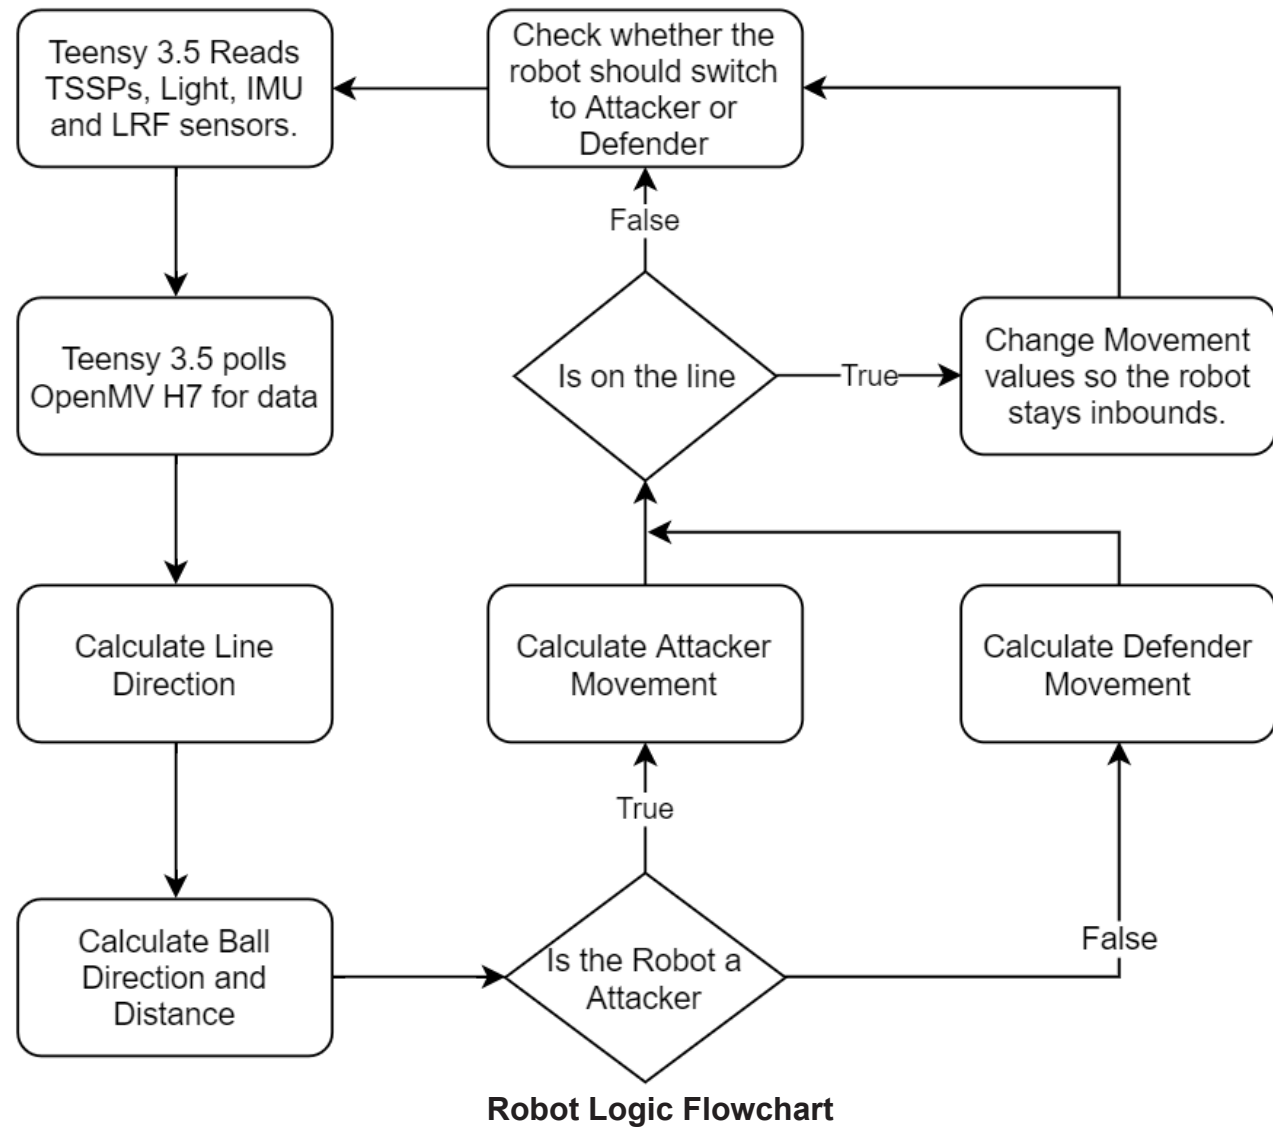 Teensy 3.5 Reads
TSSPs, Light, IMU
and LRF sensors.
Check whether the
robot should switch
to Attacker or
Defender
False
Teensy 3.5 polls
OpenMV H7 for data
Is on the line
True
Change Movement
values so the robot
stays inbounds.
Calculate Line
Direction
Calculate Attacker
Movement
Calculate Defender
Movement
True
Calculate Ball
Direction and
Distance
Is the Robot a
Attacker
False
Robot Logic Flowchart